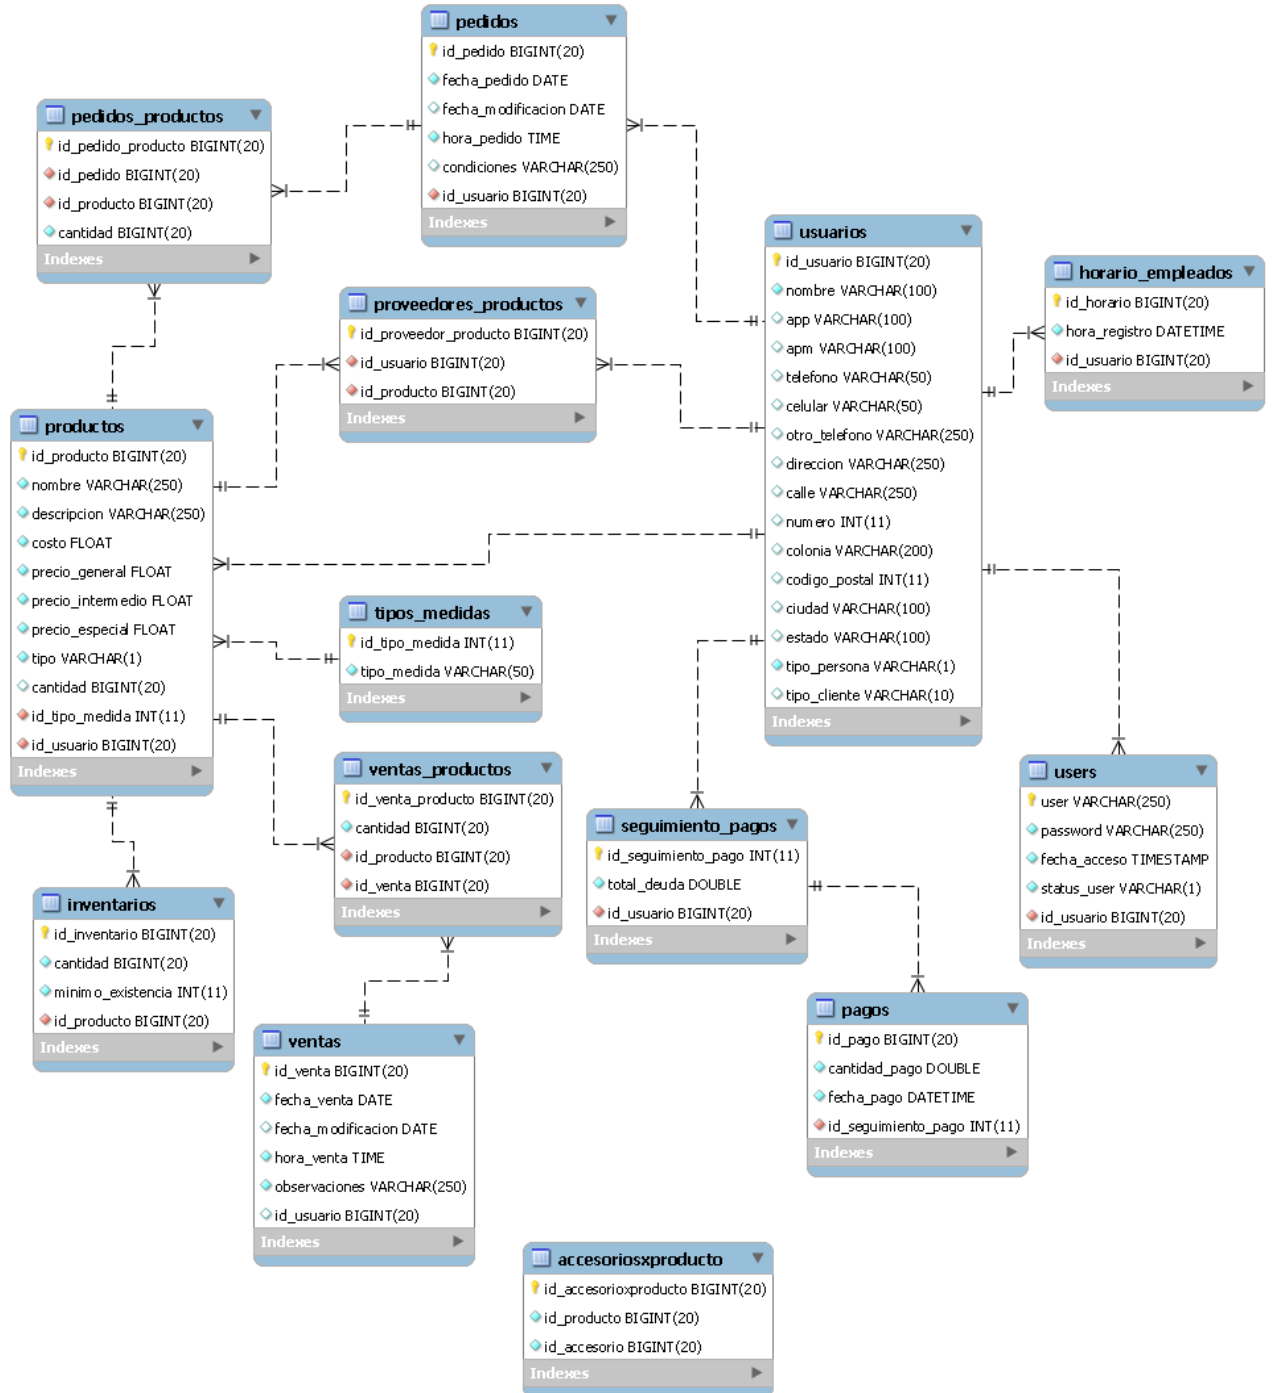 pedidos
id_pedido BIGINT(20)
fecha_pedido DATE
fecha_modificacion DATE
hora_pedido TIME
condiciones VARCHAR(250)
id_usuario BIGINT(20)
Indexes
pedidos_productos
id_pedido_producto BIGINT(20)
id_pedido BIGINT(20)
id_producto BIGINT(20)
cantidad BIGINT(20)
Indexes
usuarios
id_usuario BIGINT(20)
nombre VARCHAR(100)
app VARCHAR(100)
apm VARCHAR(100)
telefono VARCHAR(50)
celular VARCHAR(50)
otro_telefono VARCHAR(250)
direccion VARCHAR(250)
calle VARCHAR(250)
numero INT(11)
colonia VARCHAR(200)
codigo_postal INT(11)
ciudad VARCHAR(100)
estado VARCHAR(100)
tipo_persona VARCHAR(1)
tipo_cliente VARCHAR(10)
Indexes
horario_empleados
id_horario BIGINT(20)
hora_registro DATETIME
id_usuario BIGINT(20)
Indexes
proveedores_productos
id_proveedor_producto BIGINT(20)
id_usuario BIGINT(20)
id_producto BIGINT(20)
Indexes
productos
id_producto BIGINT(20)
nombre VARCHAR(250)
descripcion VARCHAR(250)
costo FLOAT
precio_general FLOAT
precio_intermedio FLOAT
precio_especial FLOAT
tipo VARCHAR(1)
cantidad BIGINT(20)
id_tipo_medida INT(11)
id_usuario BIGINT(20)
Indexes
tipos_medidas
id_tipo_medida INT(11)
tipo_medida VARCHAR(50)
Indexes
ventas_productos
id_venta_producto BIGINT(20)
cantidad BIGINT(20)
id_producto BIGINT(20)
id_venta BIGINT(20)
Indexes
users
user VARCHAR(250)
password VARCHAR(250)
fecha_acceso TIMESTAMP
status_user VARCHAR(1)
id_usuario BIGINT(20)
Indexes
seguimiento_pagos
id_seguimiento_pago INT(11)
total_deuda DOUBLE
id_usuario BIGINT(20)
Indexes
inventarios
id_inventario BIGINT(20)
cantidad BIGINT(20)
minimo_existencia INT(11)
id_producto BIGINT(20)
Indexes
pagos
id_pago BIGINT(20)
cantidad_pago DOUBLE
fecha_pago DATETIME
id_seguimiento_pago INT(11)
Indexes
ventas
id_venta BIGINT(20)
fecha_venta DATE
fecha_modificacion DATE
hora_venta TIME
observaciones VARCHAR(250)
id_usuario BIGINT(20)
Indexes
accesoriosxproducto
id_accesorioxproducto BIGINT(20)
id_producto BIGINT(20)
id_accesorio BIGINT(20)
Indexes